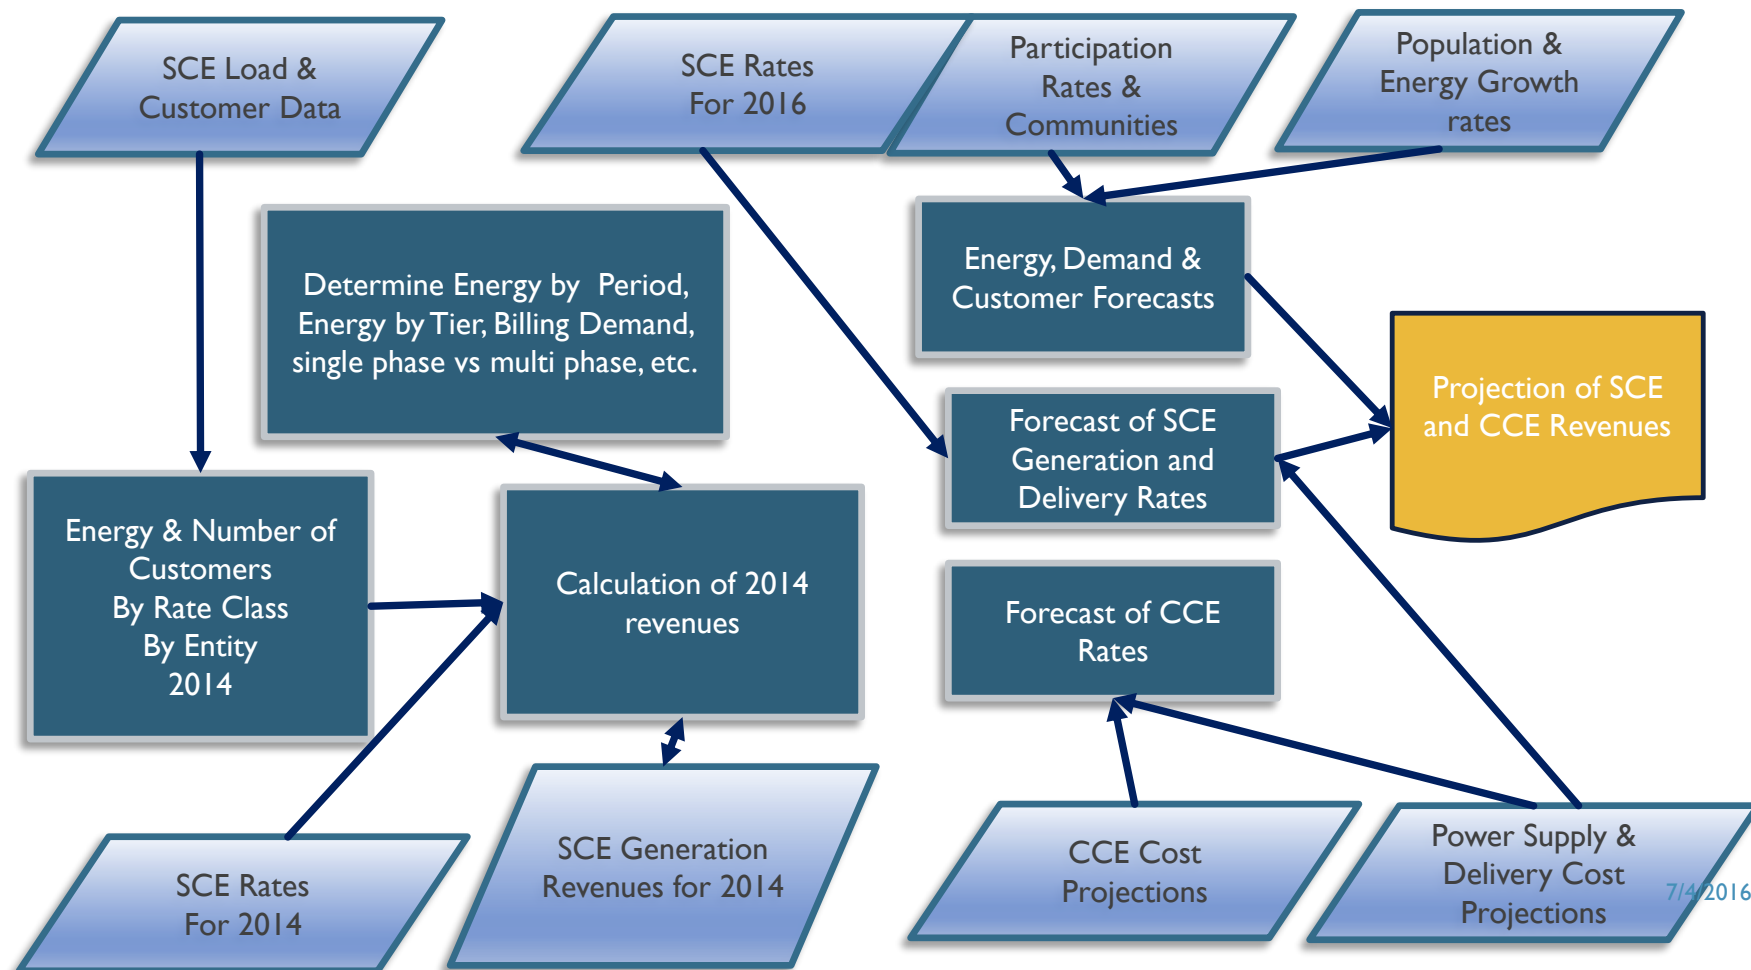 SCE Load &
Customer Data
SCE Rates
For 2016
Participation
Rates &
Communities
Population &
Energy Growth
rates
Determine Energy by  Period,
Energy by Tier, Billing Demand,
single phase vs multi phase, etc.
Energy, Demand &
Customer Forecasts
Projection of SCE
and CCE Revenues
Forecast of SCE
Generation and
Delivery Rates
Energy & Number of
Customers
By Rate Class
By Entity
2014
Calculation of 2014
revenues
Forecast of CCE
Rates
SCE Rates
For 2014
SCE Generation
Revenues for 2014
CCE Cost
Projections
Power Supply &
Delivery Cost
Projections
7/4/2016